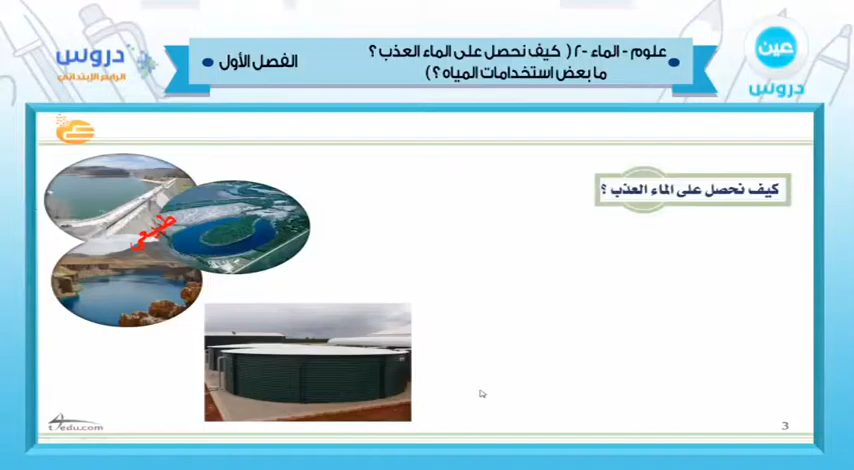 عين
دروس
علوم - الماء -٢ ( كيف نحصل على الماء العذب ؟
ما بعض استخدامات المياه ؟)
الفصل الأول
دروس
الرابع الإبتدائي
كيف نحصل على الماء العذب ؟
طبيعي
t4edu.com
3